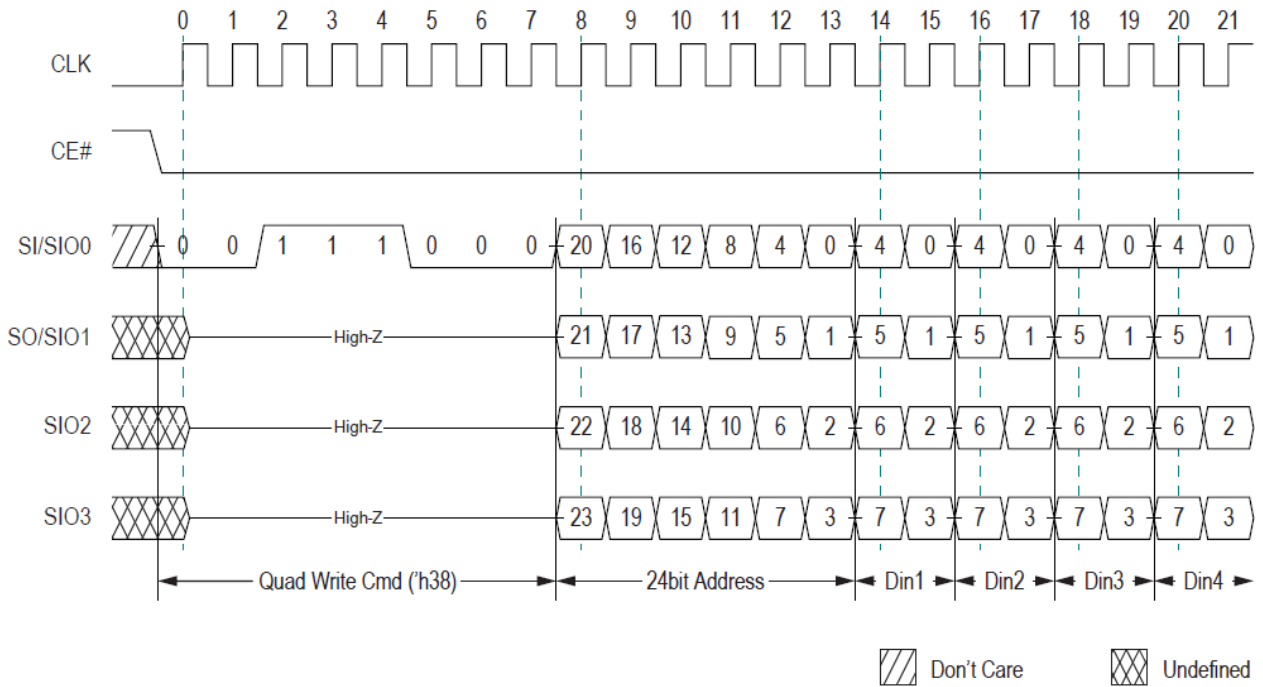 0 1 2 3 4 5 6 7 8 9 10 11 12 13 14 15 16 17 18 19 20 21
CLK
CE#
SI/SIO0 0 0 1 1 1 0 0 0 20 16 12 8 4 0 4 0 4 0 4 0 4 0
SO/SIO1 High-Z 21 17 13 9 5 1 5 1 5 1 5 1 5 1
SIO2 High-Z 22 18 14 10 6 2 6 2 6 2 6 2 6 2
SIO3 High-Z 23 19 15 11 7 3 7 3 7 3 7 3 7 3
Quad Write Cmd ('h38) 24bit Address Din1 Din2 Din3 Din4
Don't Care Undefined